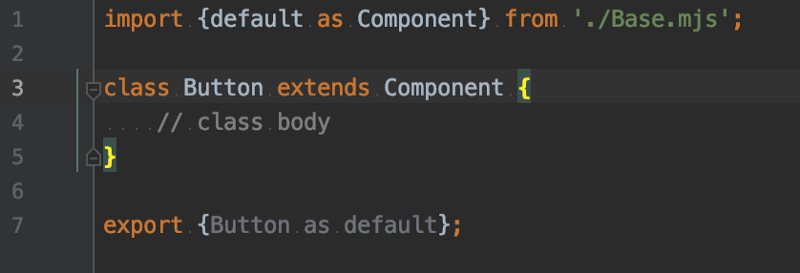 1 import {default as Component} from './Base.mjs';
2
3 class Button extends Component {
4     // class body
5 }
6
7 export {Button as default};